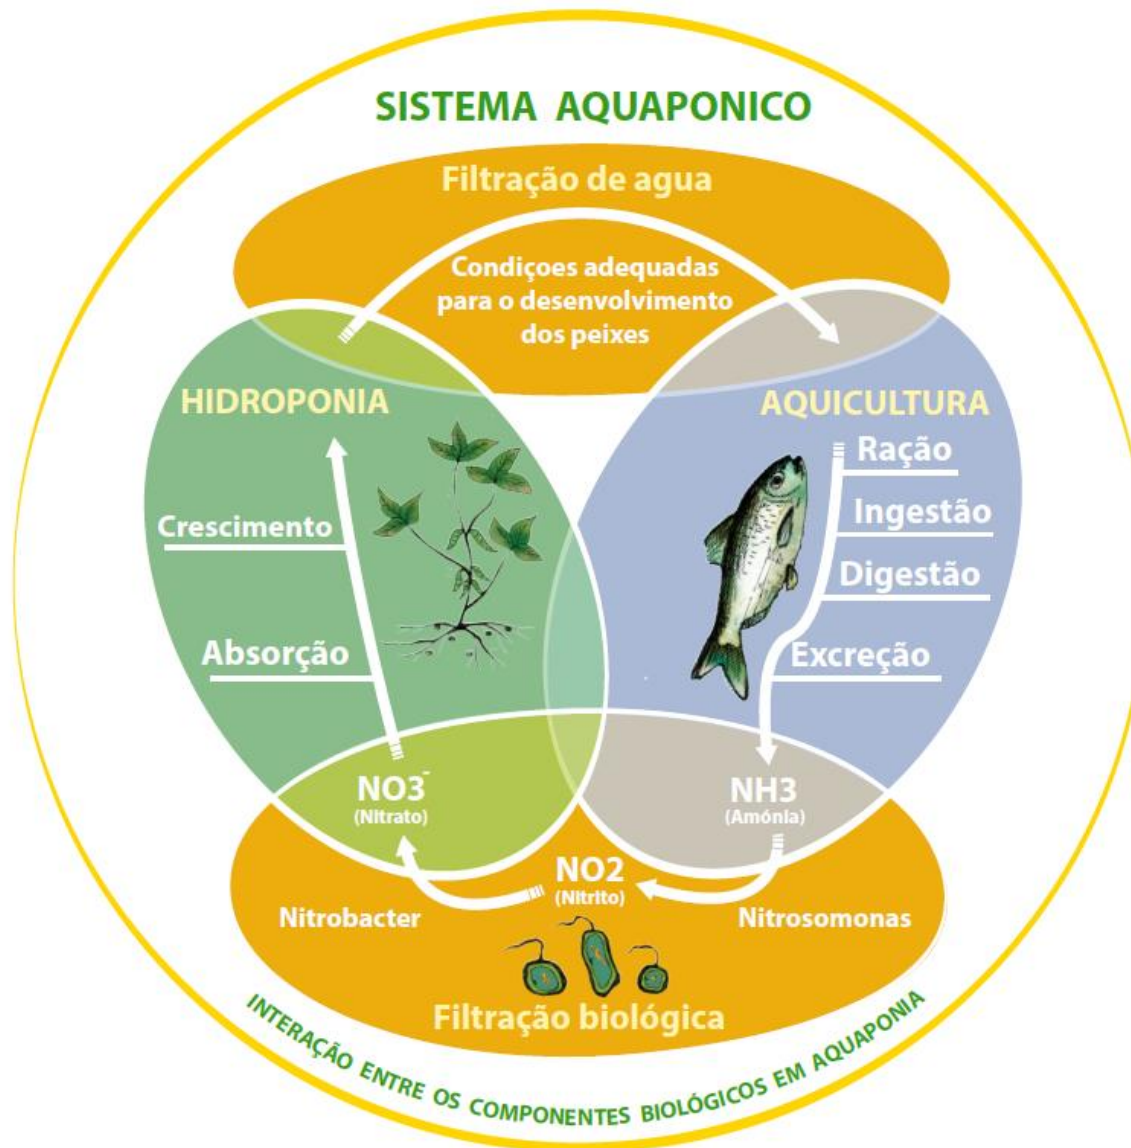 SISTEMA AQUAPONICO
Filtração de agua
Condiçoes adequadas
para o desenvolvimento
dos peixes
HIDROPONIA
AQUICULTURA
Ração
Ingestão
Digestão
Excreção
Crescimento
Absorção
NO3-
(Nitrato)
NH3
(Amónia)
NO2
(Nitrito)
Nitrobacter
Nitrosomonas
Filtração biológica
INTERAÇÃO ENTRE OS COMPONENTES BIOLÓGICOS EM AQUAPONIA